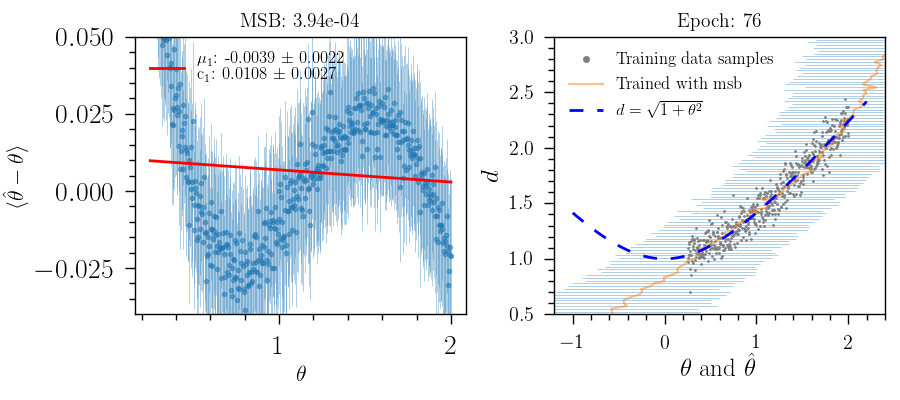 MSB: 3.94e-04
0.050
0.025
0.000
−0.025
⟨θ̂ − θ⟩
μ₁: -0.0039 ± 0.0022
c₁: 0.0108 ± 0.0027
1
2
θ
Epoch: 76
3.0
2.5
2.0
1.5
1.0
0.5
d
Training data samples
Trained with msb
d = √1 + θ²
−1
0
1
2
θ and θ̂